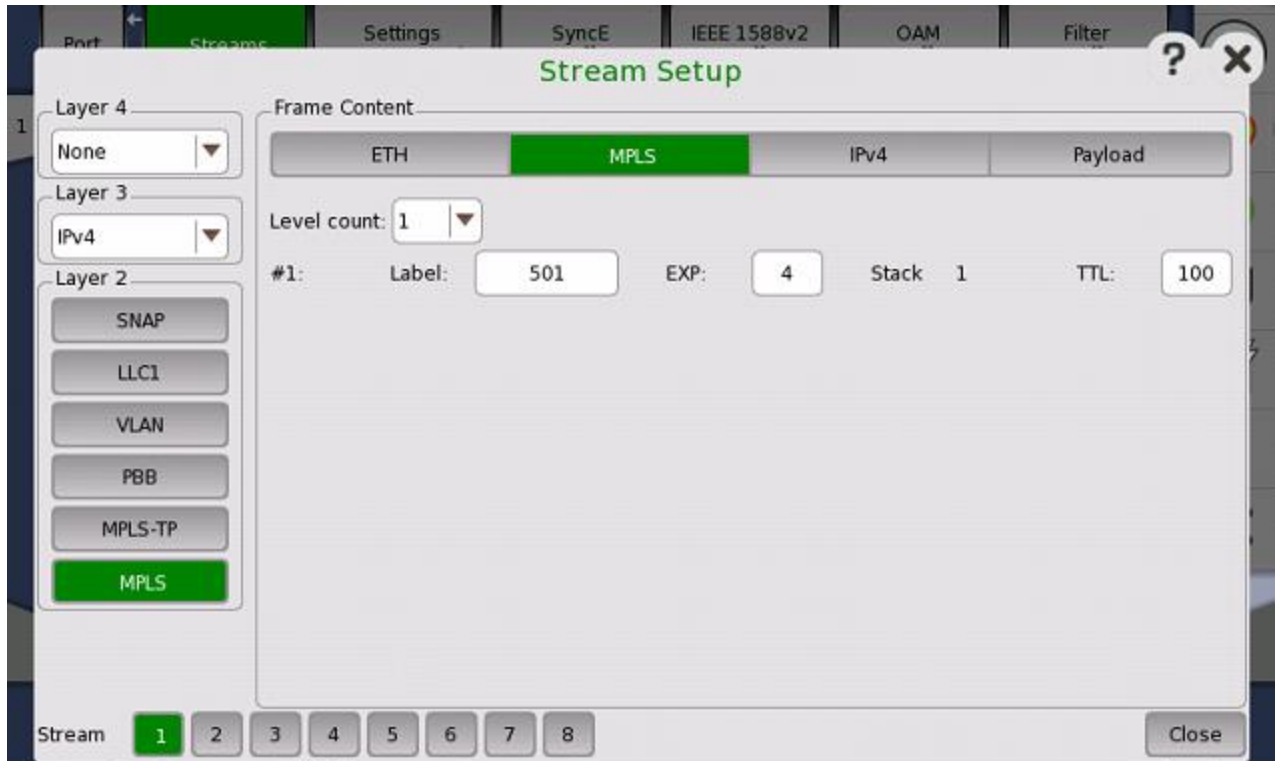 Port Streams Settings SyncE IEEE 1588v2 OAM Filter
Stream Setup
?
1
Layer 4
None
Layer 3
IPv4
Layer 2
SNAP
LLC1
VLAN
PBB
MPLS-TP
MPLS
Frame Content
ETH MPLS IPv4 Payload
Level count: 1
#1: Label: 501 EXP: 4 Stack 1 TTL: 100
Stream 1 2 3 4 5 6 7 8
Close